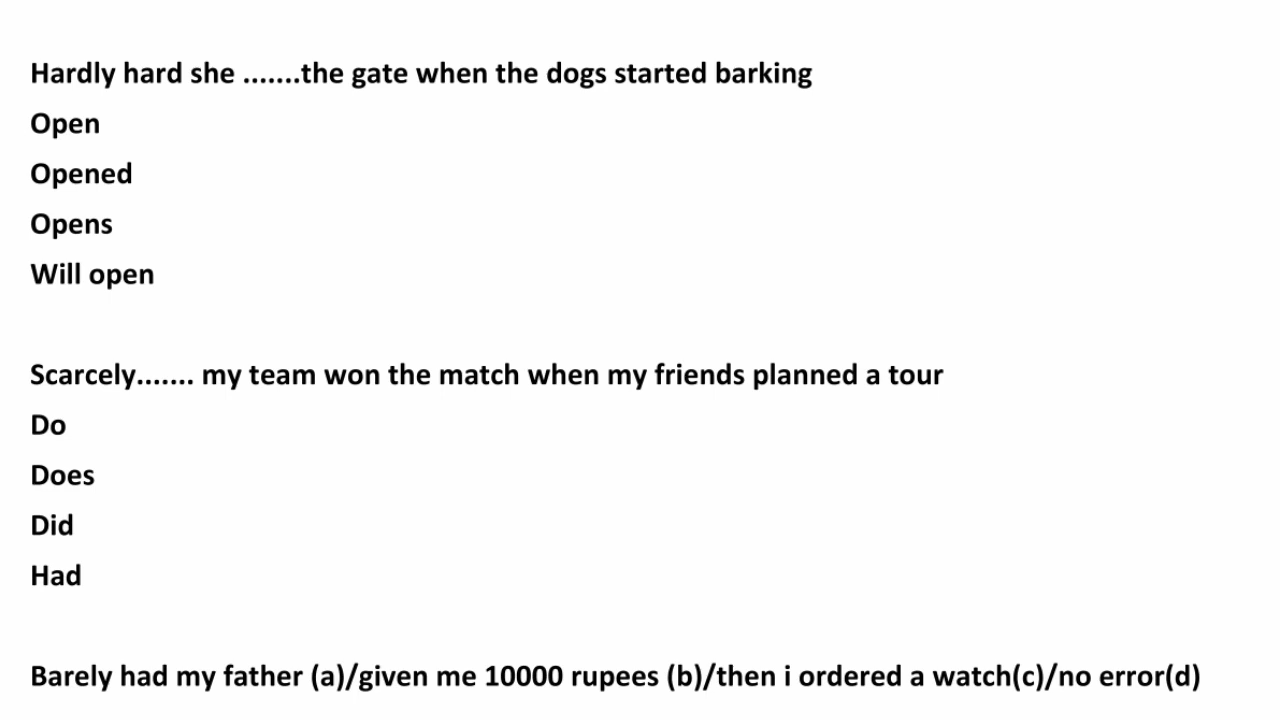 Hardly hard she .......the gate when the dogs started barking
Open
Opened
Opens
Will open
Scarcely....... my team won the match when my friends planned a tour
Do
Does
Did
Had
Barely had my father (a)/given me 10000 rupees (b)/then i ordered a watch(c)/no error(d)